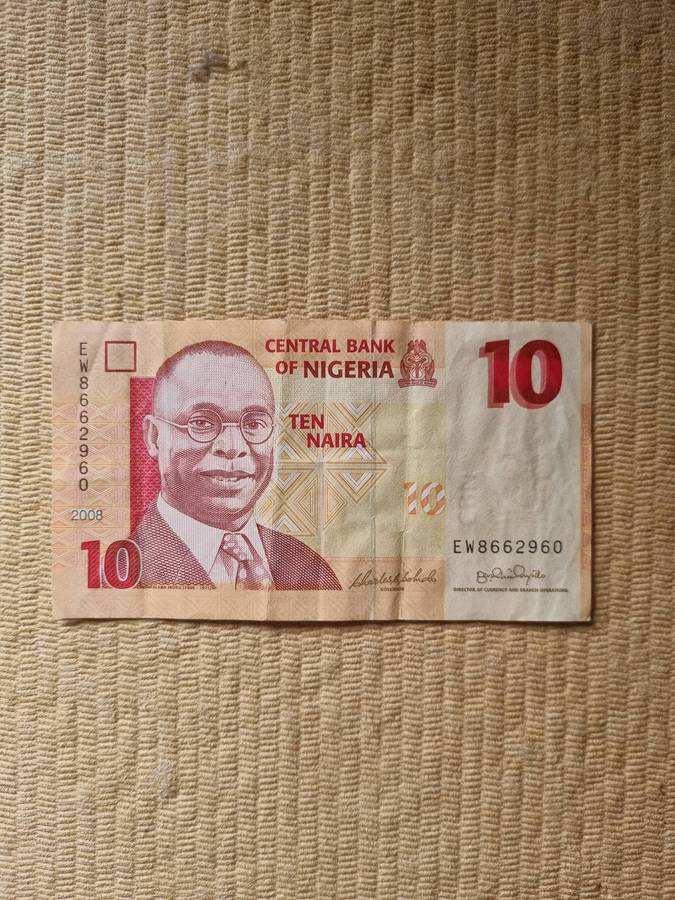 EW8662960
CENTRAL BANK
OF NIGERIA
10
TEN
NAIRA
10
2008
EW8662960
10
GOVERNOR
DIRECTOR OF CURRENCY AND BRANCH OPERATIONS